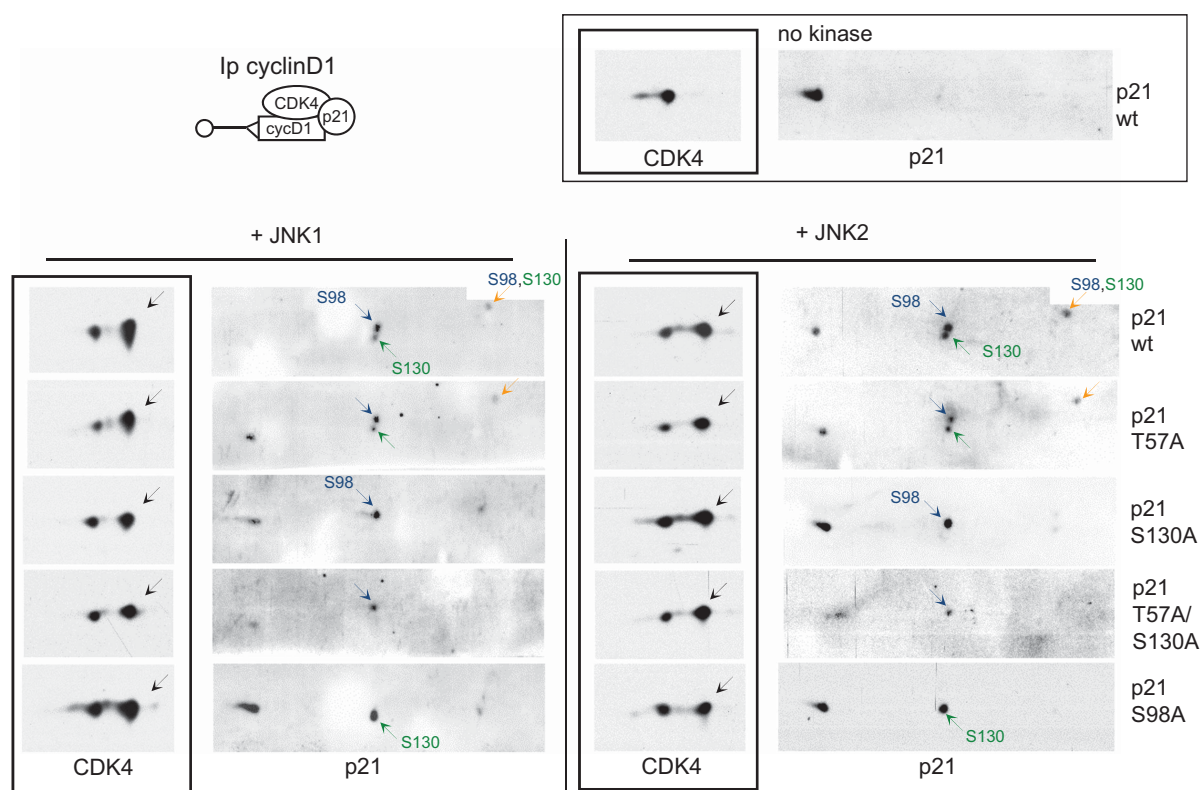 Ip cyclinD1
CDK4
p21
cycD1
no kinase
p21
wt
CDK4
p21
+ JNK1
+ JNK2
S98,S130
S98
S130
S98,S130
S98
S130
p21
wt
p21
T57A
S98
S98
p21
S130A
p21
T57A/
S130A
S130
S130
p21
S98A
CDK4
p21
CDK4
p21